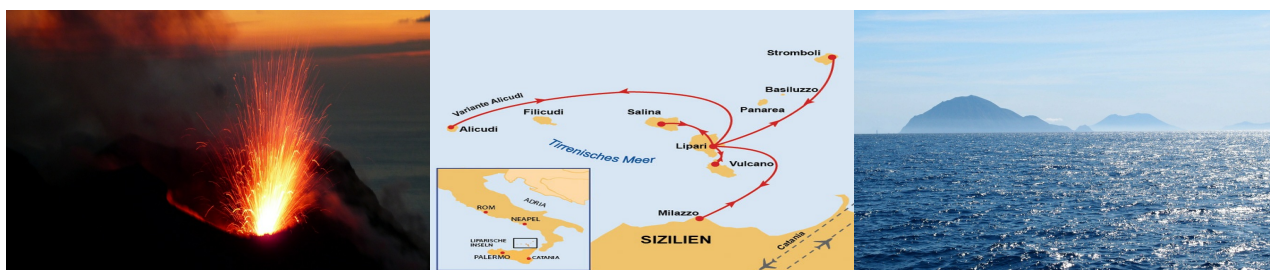 Stromboli
Basiluzzo
Panarea
Variante Alicudi
Filicudi
Salina
Alicudi
Lipari
Tirrenisches Meer
Vulcano
Milazzo
SIZILIEN
Catania
ADRIA
ROM
NEAPEL
LIPARISCHE
INSELN
PALERMO
CATANIA